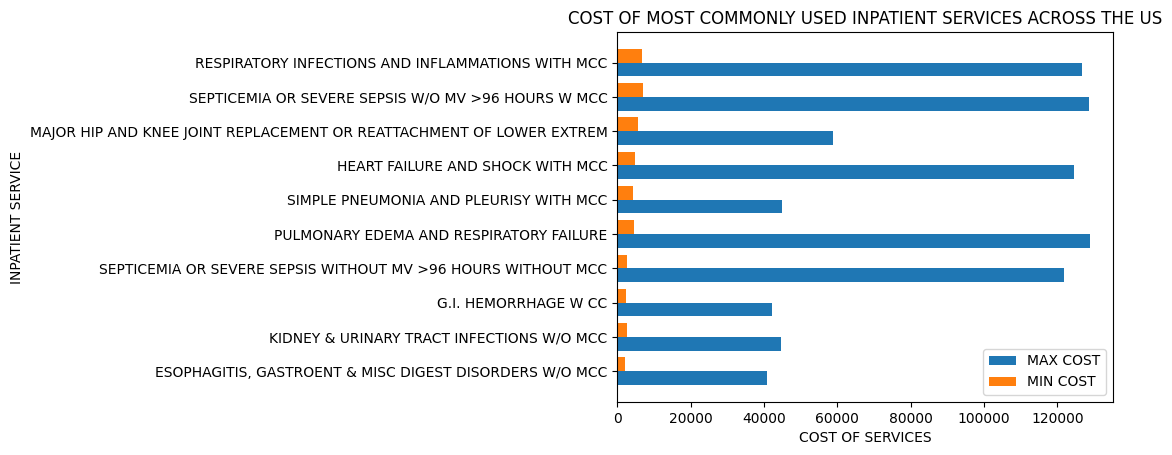 COST OF MOST COMMONLY USED INPATIENT SERVICES ACROSS THE US
INPATIENT SERVICE
RESPIRATORY INFECTIONS AND INFLAMMATIONS WITH MCC
SEPTICEMIA OR SEVERE SEPSIS W/O MV >96 HOURS W MCC
MAJOR HIP AND KNEE JOINT REPLACEMENT OR REATTACHMENT OF LOWER EXTREM
HEART FAILURE AND SHOCK WITH MCC
SIMPLE PNEUMONIA AND PLEURISY WITH MCC
PULMONARY EDEMA AND RESPIRATORY FAILURE
SEPTICEMIA OR SEVERE SEPSIS WITHOUT MV >96 HOURS WITHOUT MCC
G.I. HEMORRHAGE W CC
KIDNEY & URINARY TRACT INFECTIONS W/O MCC
ESOPHAGITIS, GASTROENT & MISC DIGEST DISORDERS W/O MCC
MAX COST
MIN COST
0 20000 40000 60000 80000 100000 120000
COST OF SERVICES